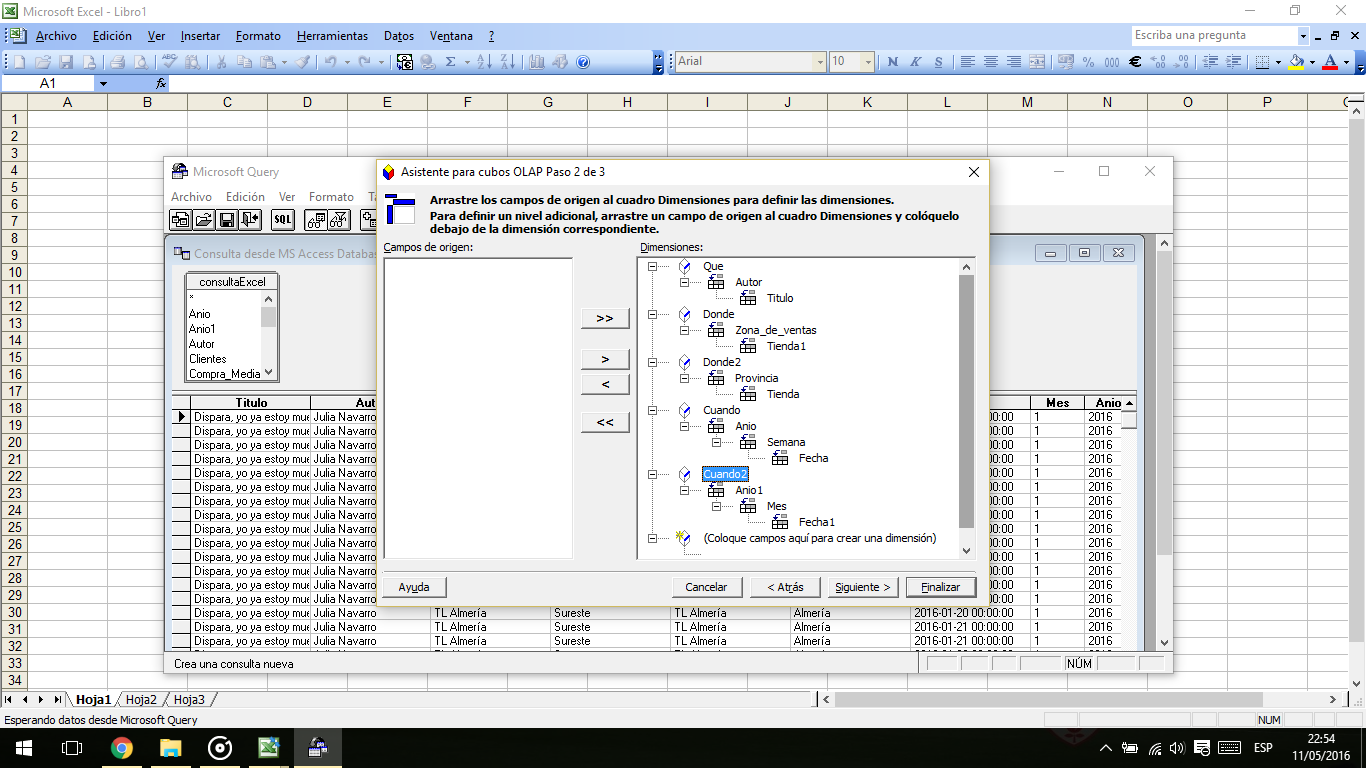 Microsoft Excel - Libro1
Archivo Edición Ver Insertar Formato Herramientas Datos Ventana ? Escriba una pregunta
Arial 10 N K S
A1 fx
A B C D E F G H I J K L M N O P
1
2
3
4
5
6
7
8
9
10
11
12
13
14
15
16
17
18
19
20
21
22
23
24
25
26
27
28
29
30
31
32
33
34
Microsoft Query
Archivo Edición Ver Formato
SQL
Consulta desde MS Access Databas
consultaExcel
*
Anio
Anio1
Autor
Clientes
Compra_Media
Titulo Aut Mes Anio
Dispara, yo ya estoy mue Julia Navarro 00:00 1 2016
Dispara, yo ya estoy mue Julia Navarro 00:00 1 2016
Dispara, yo ya estoy mue Julia Navarro 00:00 1 2016
Dispara, yo ya estoy mue Julia Navarro 00:00 1 2016
Dispara, yo ya estoy mue Julia Navarro 00:00 1 2016
Dispara, yo ya estoy mue Julia Navarro 00:00 1 2016
Dispara, yo ya estoy mue Julia Navarro 00:00 1 2016
Dispara, yo ya estoy mue Julia Navarro 00:00 1 2016
Dispara, yo ya estoy mue Julia Navarro 00:00 1 2016
Dispara, yo ya estoy mue Julia Navarro 00:00 1 2016
Dispara, yo ya estoy mue Julia Navarro 00:00 1 2016
Dispara, yo ya estoy mue Julia Navarro 00:00 1 2016
Dispara, yo ya estoy mue Julia Navarro 00:00 1 2016
Dispara, yo ya estoy mue Julia Navarro 00:00 1 2016
Dispara, yo ya estoy mue Julia Navarro TL Almería Sureste TL Almería Almería 2016-01-20 00:00:00 1 2016
Dispara, yo ya estoy mue Julia Navarro TL Almería Sureste TL Almería Almería 2016-01-21 00:00:00 1 2016
Dispara, yo ya estoy mue Julia Navarro TL Almería Sureste TL Almería Almería 2016-01-21 00:00:00 1 2016
Crea una consulta nueva NÚM
Asistente para cubos OLAP Paso 2 de 3
Arrastre los campos de origen al cuadro Dimensiones para definir las dimensiones.
Para definir un nivel adicional, arrastre un campo de origen al cuadro Dimensiones y colóquelo
debajo de la dimensión correspondiente.
Campos de origen: Dimensiones:
>>
>
<
<<
Que
Autor
Titulo
Donde
Zona_de_ventas
Tienda1
Donde2
Provincia
Tienda
Cuando
Anio
Semana
Fecha
Cuando2
Anio1
Mes
Fecha1
(Coloque campos aquí para crear una dimensión)
Ayuda Cancelar < Atrás Siguiente > Finalizar
Hoja1 Hoja2 Hoja3
Esperando datos desde Microsoft Query NUM
ESP 22:54
11/05/2016